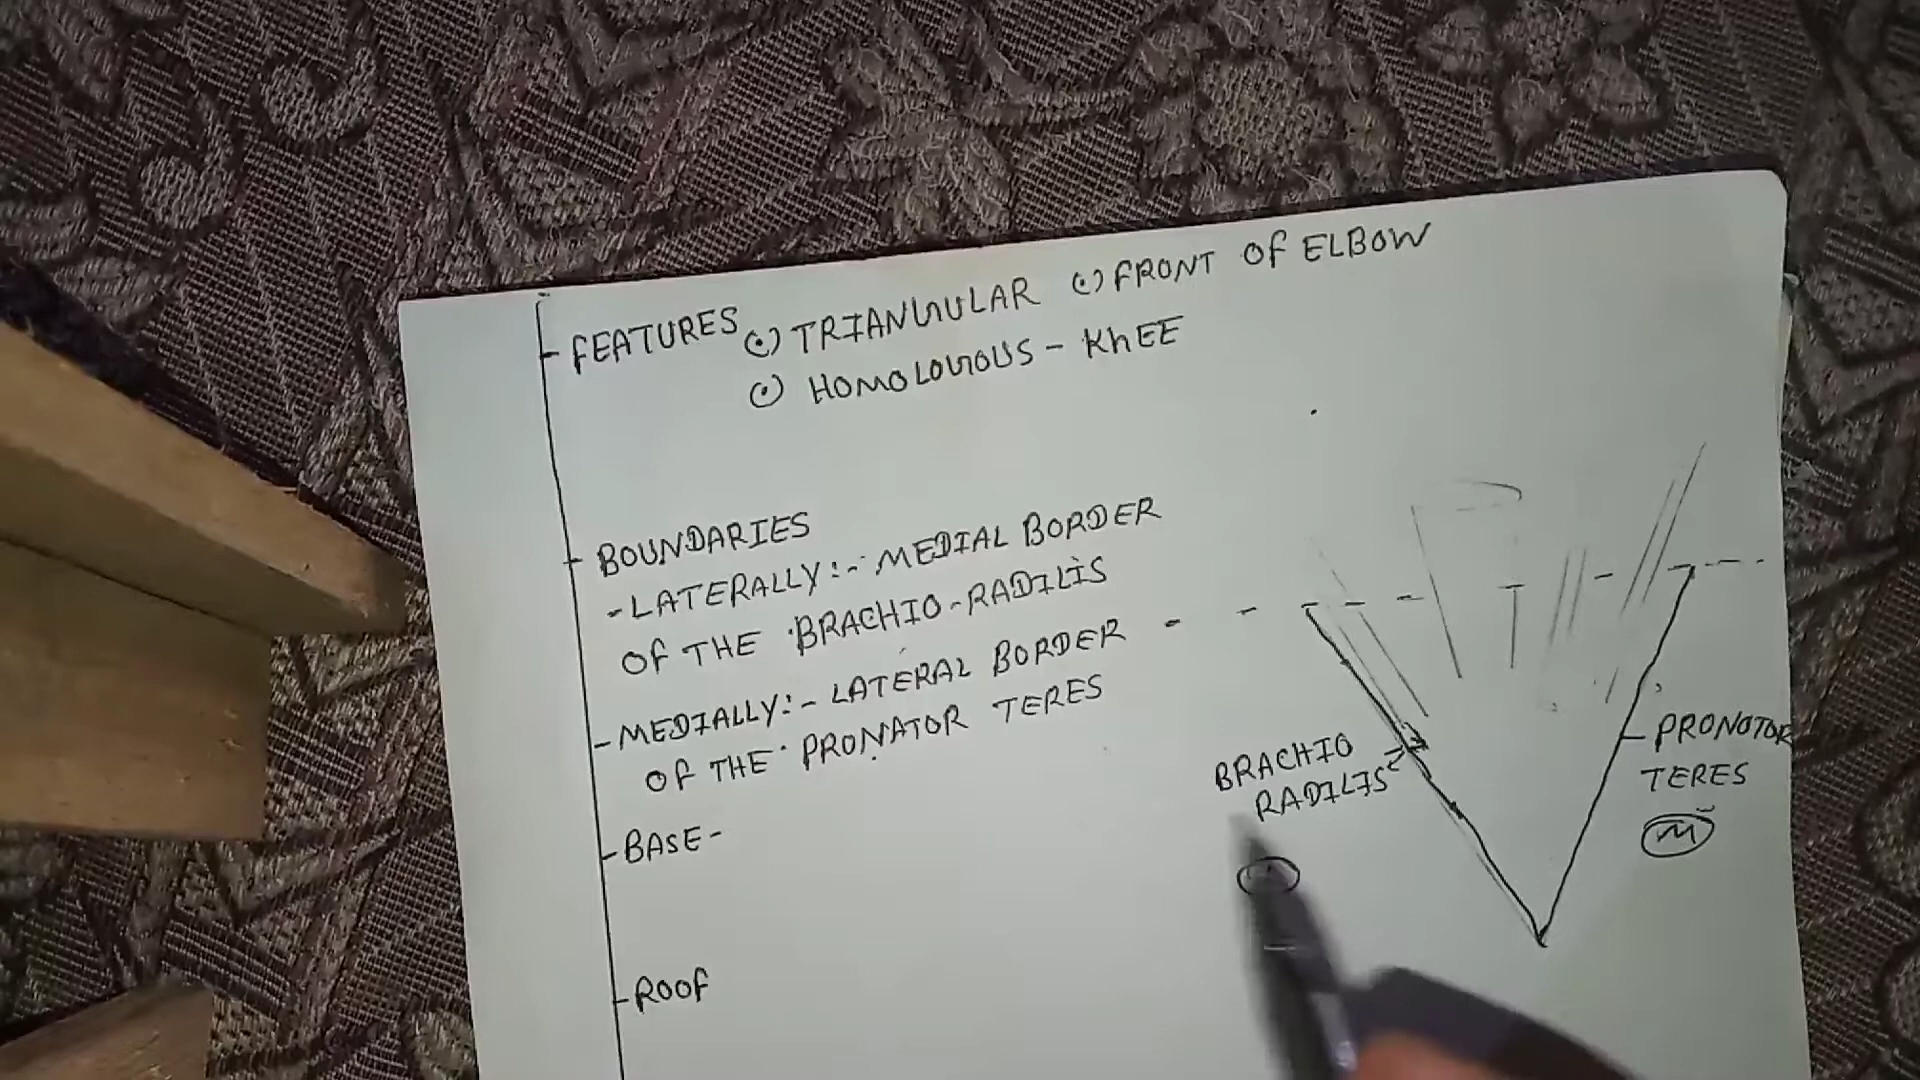 FEATURES (.) TRIANGULAR (.) FRONT OF ELBOW
(.) HOMOLOGIOUS - KNEE
BOUNDARIES
- LATERALLY:- MEDIAL BORDER
OF THE BRACHIO-RADILIS
- MEDIALLY:- LATERAL BORDER
OF THE PRONATOR TERES
BASE -
ROOF
BRACHIO
RADILIS
PRONOTOR
TERES
M